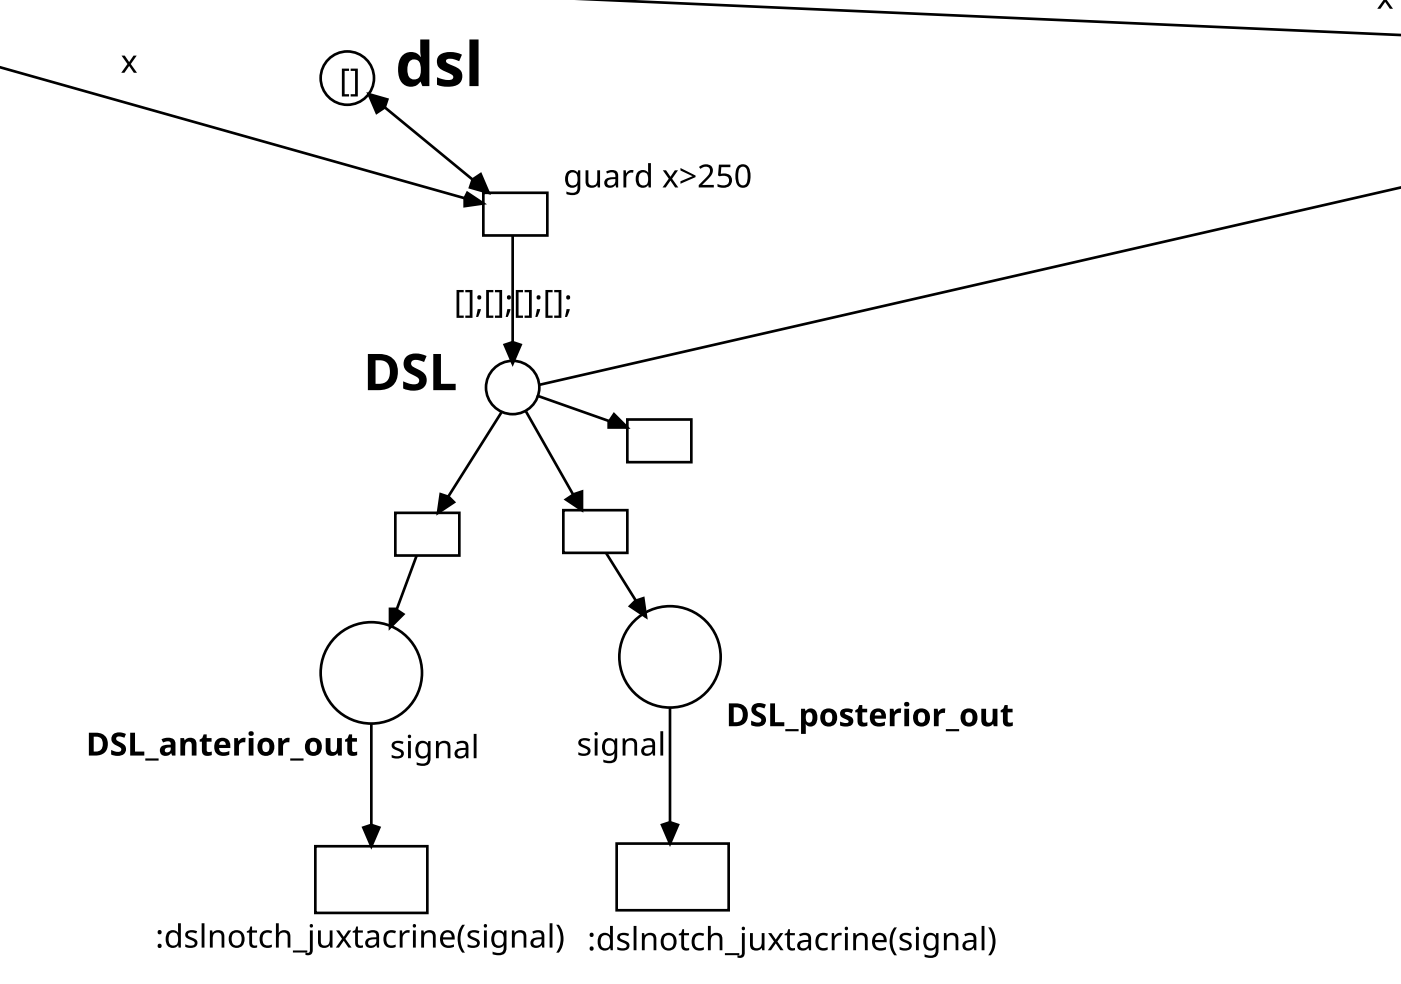 x
x
[]
dsl
guard x>250
[];[];[];[];
DSL
DSL_posterior_out
DSL_anterior_out
signal
signal
:dslnotch_juxtacrine(signal)
:dslnotch_juxtacrine(signal)